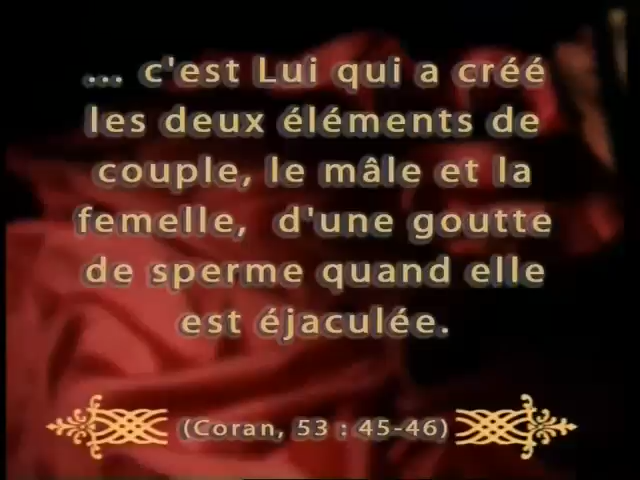 ... c'est Lui qui a créé
les deux éléments de
couple, le mâle et la
femelle, d'une goutte
de sperme quand elle
est éjaculée.
(Coran, 53 : 45-46)